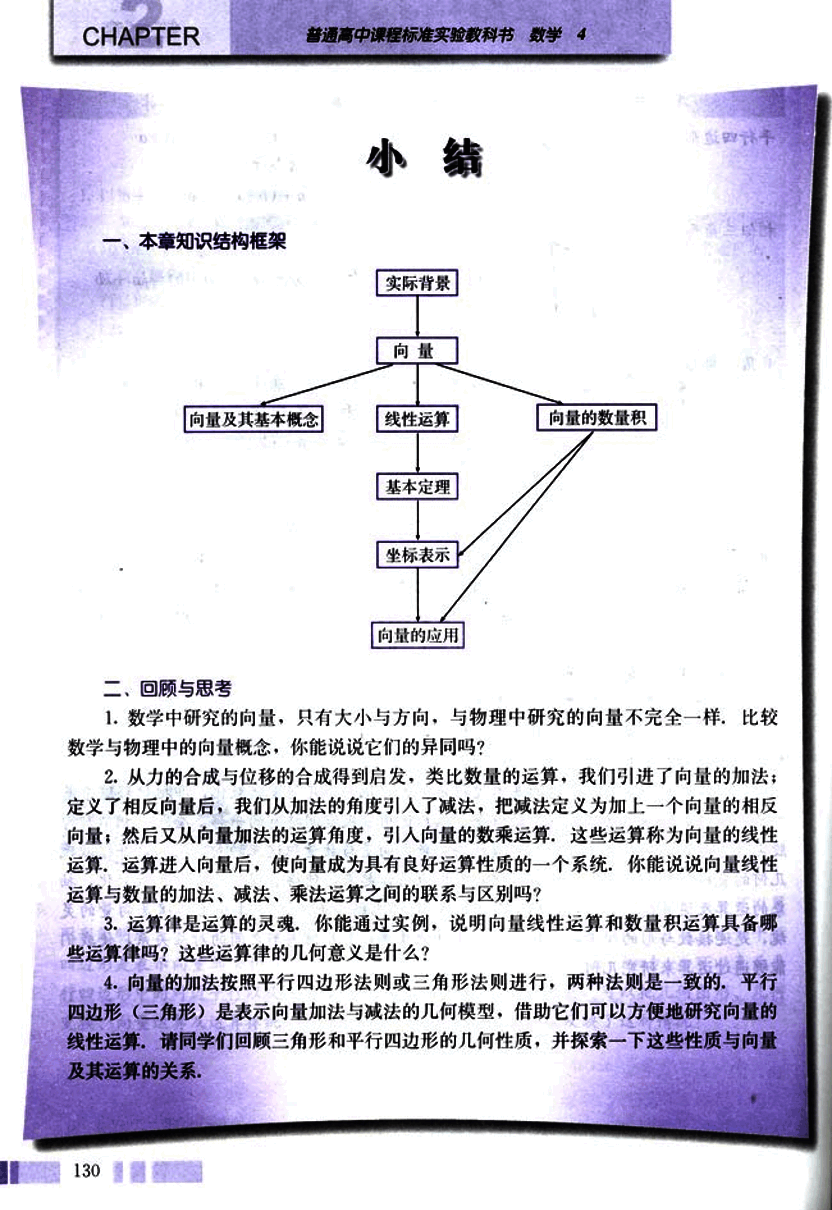 CHAPTER
普通高中课程标准实验教科书 数学 4
小 结
一、本章知识结构框架
实际背景
向 量
向量及其基本概念 线性运算 向量的数量积
基本定理
坐标表示
向量的应用
二、回顾与思考
1. 数学中研究的向量，只有大小与方向，与物理中研究的向量不完全一样. 比较
数学与物理中的向量概念，你能说说它们的异同吗？
2. 从力的合成与位移的合成得到启发，类比数量的运算，我们引进了向量的加法；
定义了相反向量后，我们从加法的角度引入了减法，把减法定义为加上一个向量的相反
向量；然后又从向量加法的运算角度，引入向量的数乘运算. 这些运算称为向量的线性
运算. 运算进入向量后，使向量成为具有良好运算性质的一个系统. 你能说说向量线性
运算与数量的加法、减法、乘法运算之间的联系与区别吗？
3. 运算律是运算的灵魂. 你能通过实例，说明向量线性运算和数量积运算具备哪
些运算律吗？这些运算律的几何意义是什么？
4. 向量的加法按照平行四边形法则或三角形法则进行，两种法则是一致的. 平行
四边形（三角形）是表示向量加法与减法的几何模型，借助它们可以方便地研究向量的
线性运算. 请同学们回顾三角形和平行四边形的几何性质，并探索一下这些性质与向量
及其运算的关系.
130